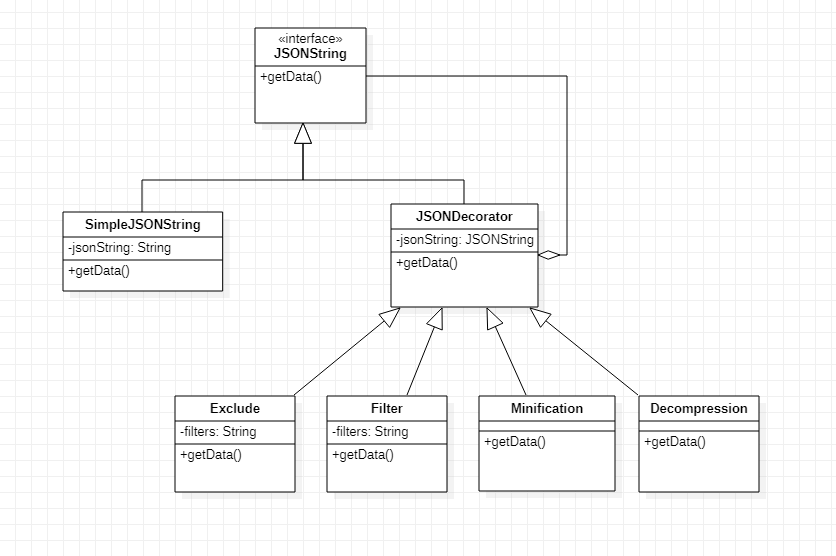 «interface»
JSONString
+getData()
SimpleJSONString
-jsonString: String
+getData()
JSONDecorator
-jsonString: JSONString
+getData()
Exclude
-filters: String
+getData()
Filter
-filters: String
+getData()
Minification
+getData()
Decompression
+getData()